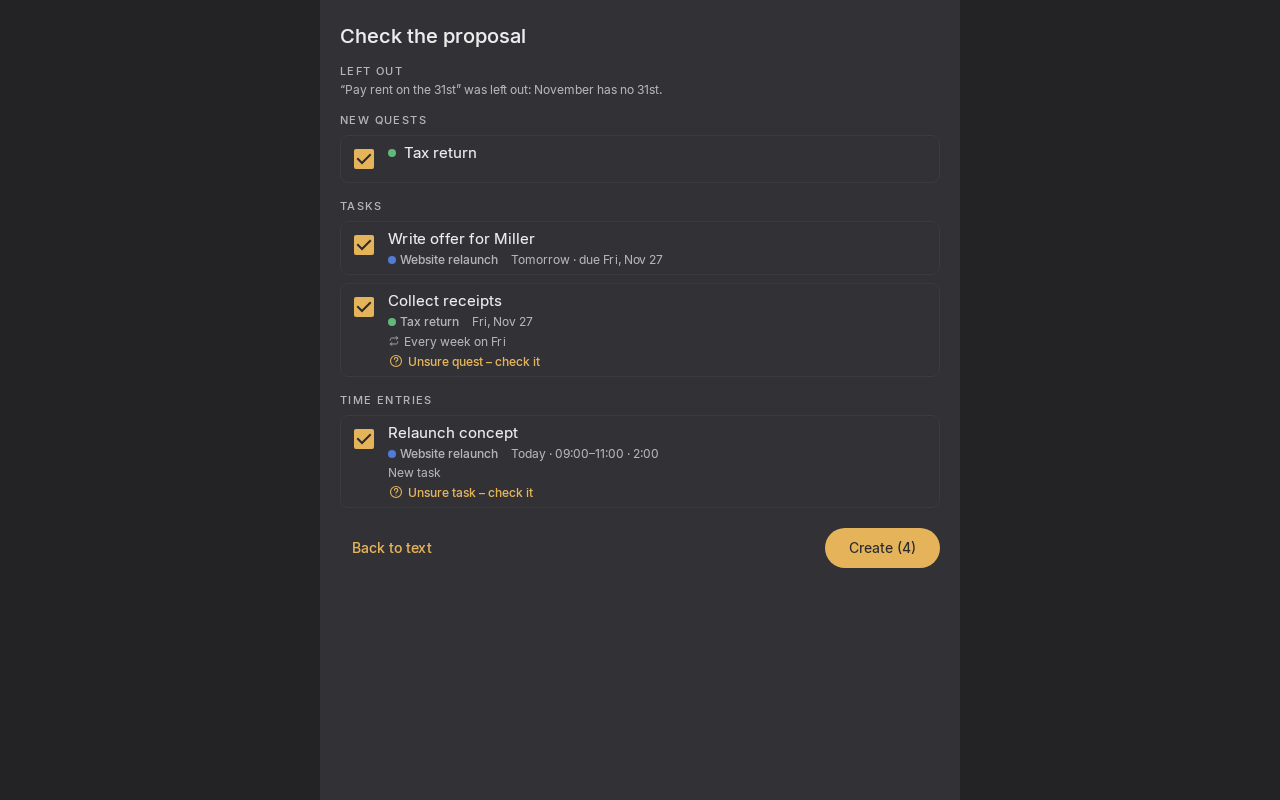 Check the proposal
LEFT OUT
“Pay rent on the 31st” was left out: November has no 31st.
NEW QUESTS
Tax return
TASKS
Write offer for Miller
Website relaunch Tomorrow · due Fri, Nov 27
Collect receipts
Tax return Fri, Nov 27
Every week on Fri
Unsure quest – check it
TIME ENTRIES
Relaunch concept
Website relaunch Today · 09:00–11:00 · 2:00
New task
Unsure task – check it
Back to text Create (4)